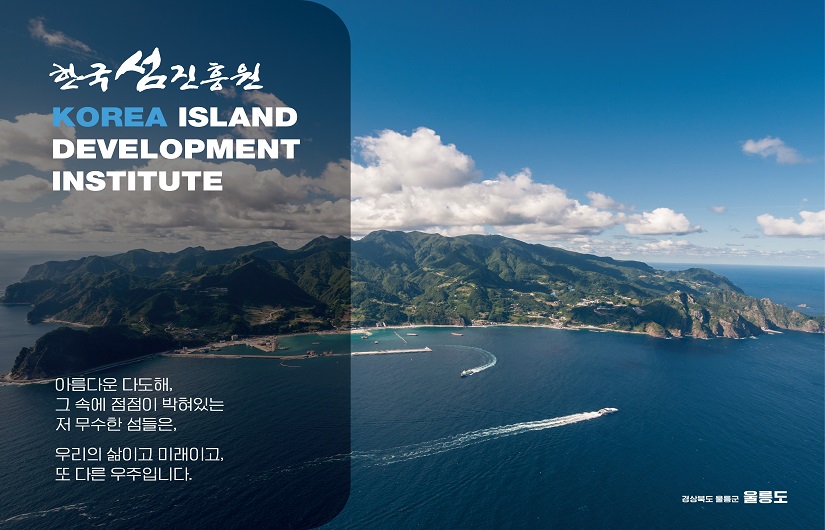 한국섬진흥원
KOREA ISLAND
DEVELOPMENT
INSTITUTE
아름다운 다도해,
그 속에 점점이 박혀있는
저 무수한 섬들은,
우리의 삶이고 미래이고,
또 다른 우주입니다.
경상북도 울릉군 울릉도